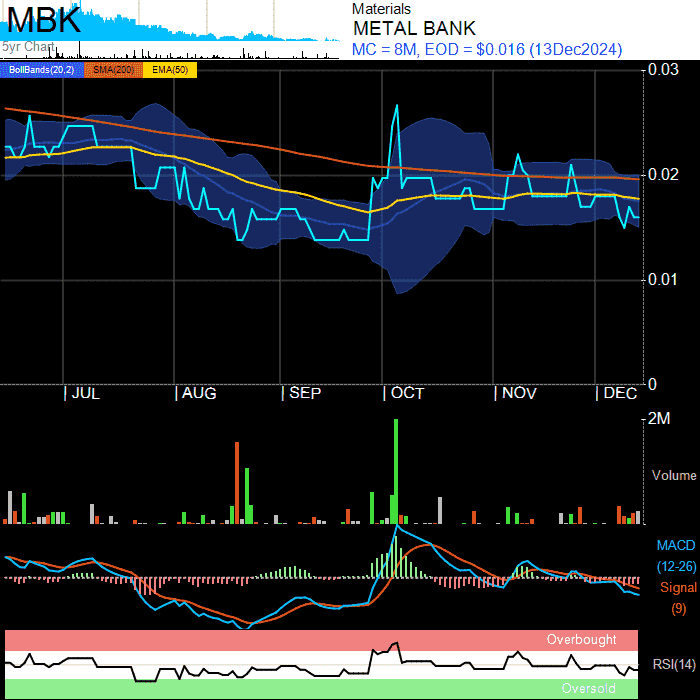 MBK
5yr Chart
Materials
METAL BANK
MC = 8M, EOD = $0.016 (13Dec2024)
BollBands(20,2) SMA(200) EMA(50)
0.03
0.02
0.01
0
JUL AUG SEP OCT NOV DEC
2M
Volume
MACD
(12-26)
Signal
(9)
Overbought
RSI(14)
Oversold